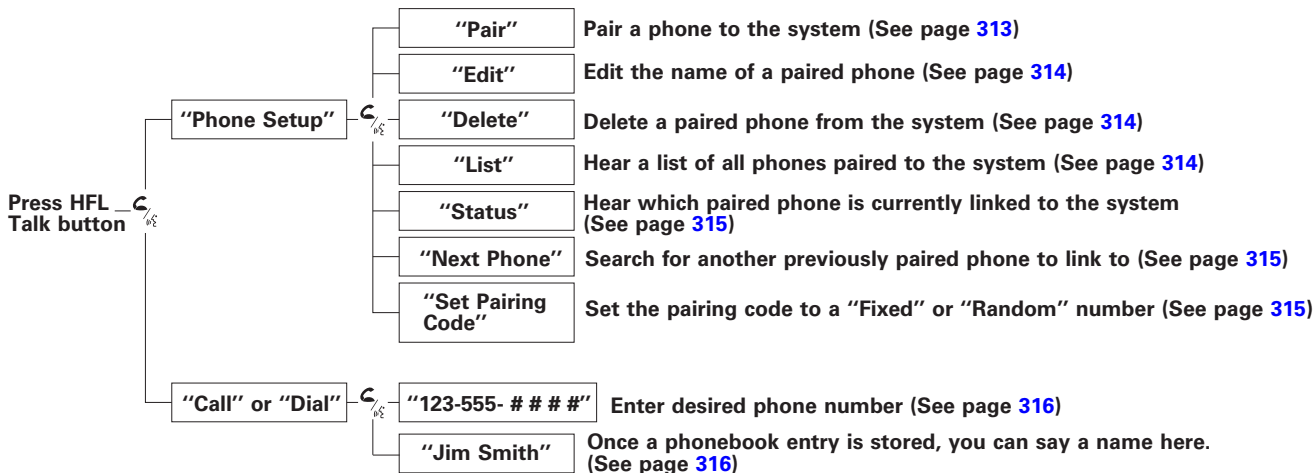 "Pair" Pair a phone to the system (See page 313)
"Edit" Edit the name of a paired phone (See page 314)
"Phone Setup" "Delete" Delete a paired phone from the system (See page 314)
"List" Hear a list of all phones paired to the system (See page 314)
Press HFL
Talk button
"Status" Hear which paired phone is currently linked to the system
(See page 315)
"Next Phone" Search for another previously paired phone to link to (See page 315)
"Set Pairing
Code" Set the pairing code to a "Fixed" or "Random" number (See page 315)
"Call" or "Dial" "123-555- # # # #" Enter desired phone number (See page 316)
"Jim Smith" Once a phonebook entry is stored, you can say a name here.
(See page 316)